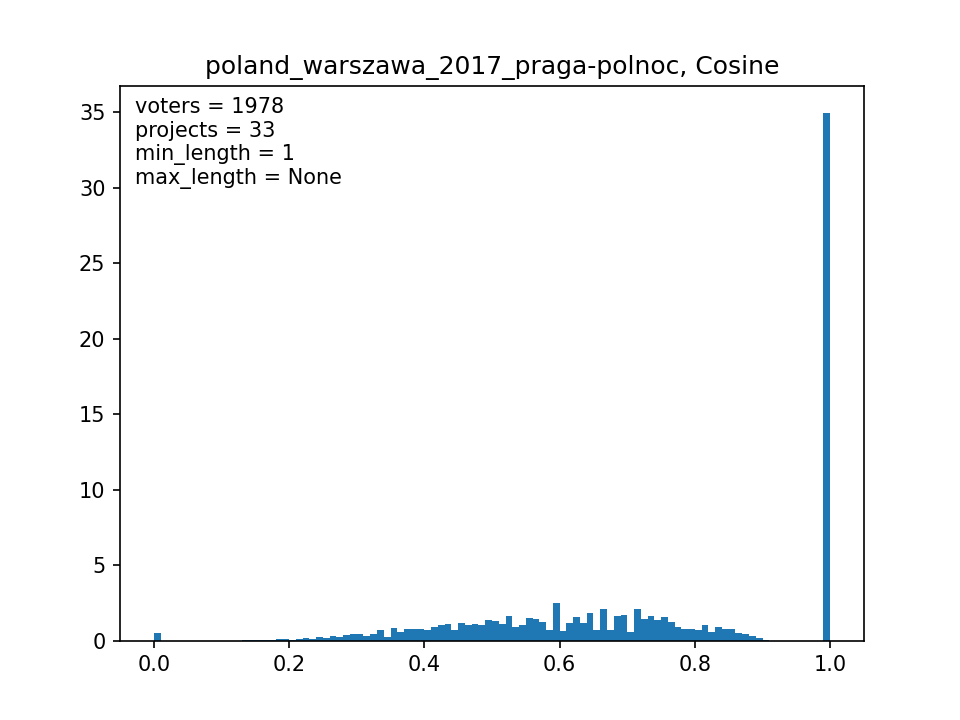 poland_warszawa_2017_praga-polnoc, Cosine
voters = 1978
projects = 33
min_length = 1
max_length = None
35
30
25
20
15
10
5
0
0.0 0.2 0.4 0.6 0.8 1.0